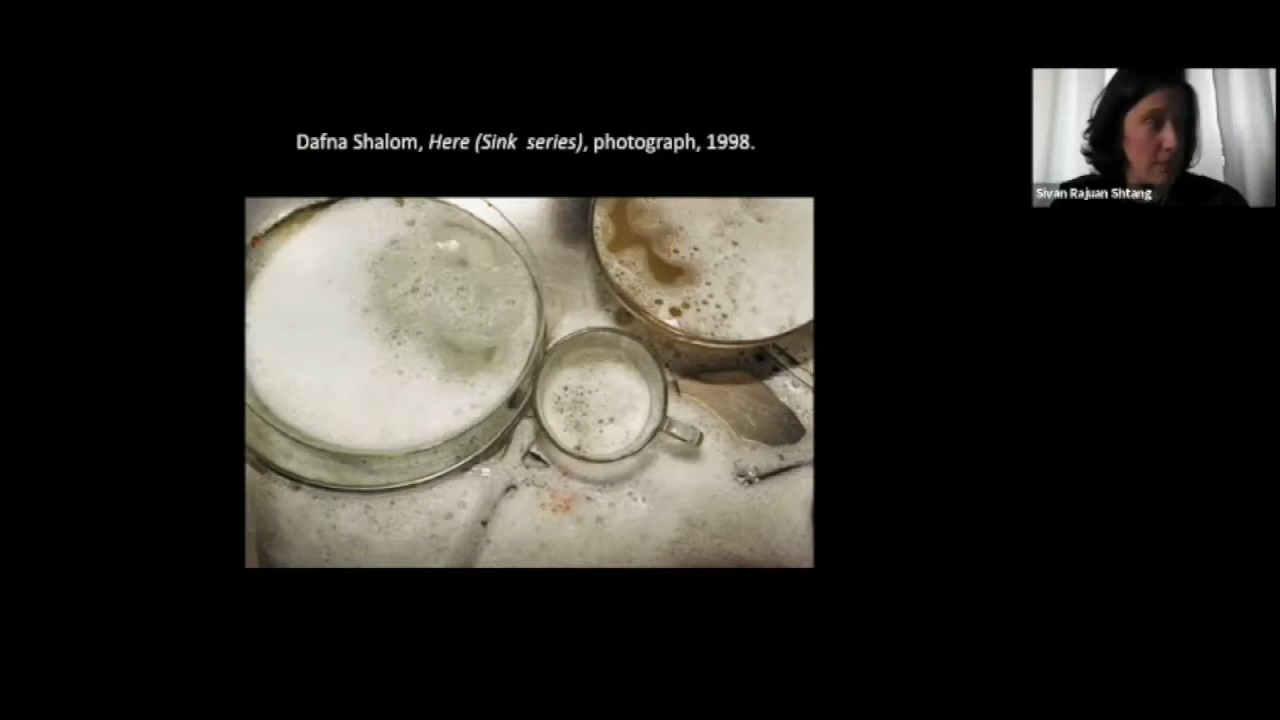 Dafna Shalom, Here (Sink series), photograph, 1998.
Sivan Rajuan Shtang